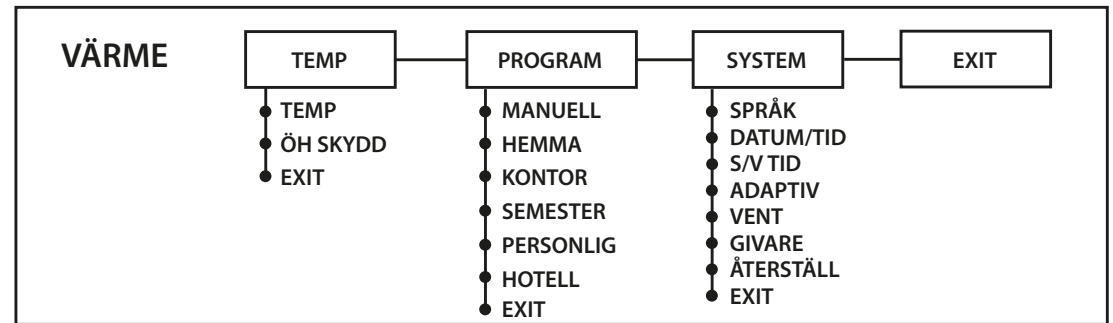 VÄRME
TEMP
PROGRAM
SYSTEM
EXIT
TEMP
ÖH SKYDD
EXIT
MANUELL
HEMMA
KONTOR
SEMESTER
PERSONLIG
HOTELL
EXIT
SPRÅK
DATUM/TID
S/V TID
ADAPTIV
VENT
GIVARE
ÅTERSTÄLL
EXIT